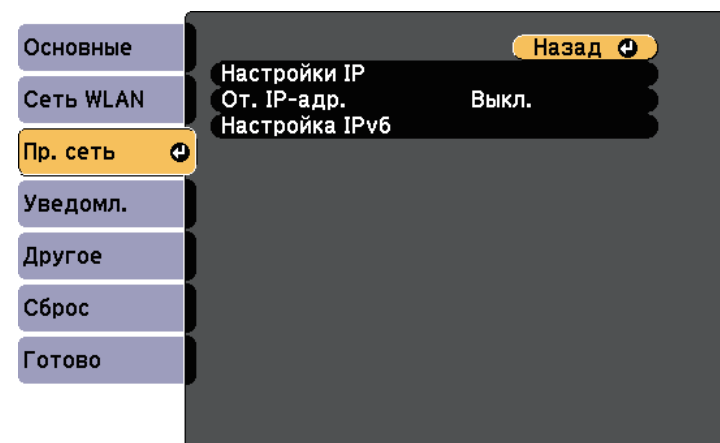 Основные
Сеть WLAN
Пр. сеть
Уведомл.
Другое
Сброс
Готово
Назад
Настройки IP
От. IP-адр. Выкл.
Настройка IPv6